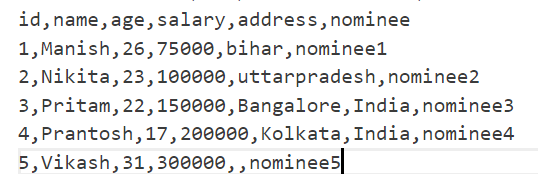 id,name,age,salary,address,nominee
1,Manish,26,75000,bihar,nominee1
2,Nikita,23,100000,uttarpradesh,nominee2
3,Pritam,22,150000,Bangalore,India,nominee3
4,Prantosh,17,200000,Kolkata,India,nominee4
5,Vikash,31,300000,,nominee5